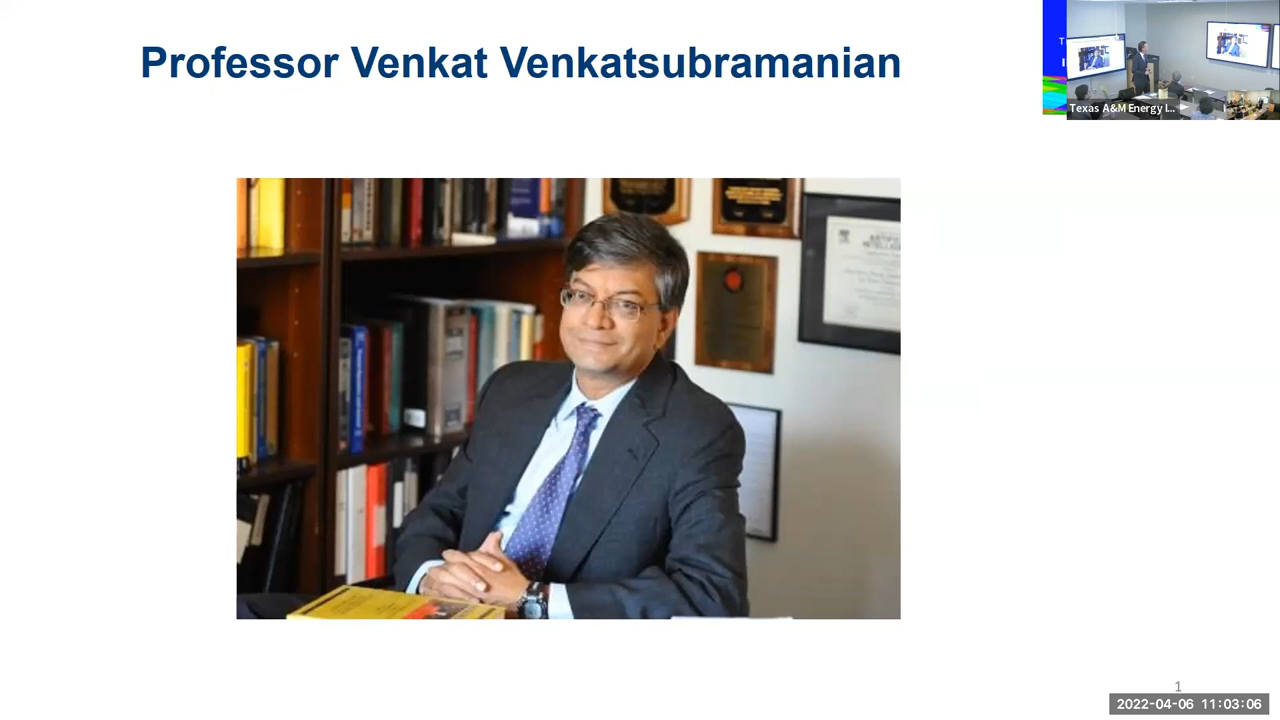 Professor Venkat Venkatsubramanian
Texas A&M Energy I...
1
2022-04-06 11:03:06